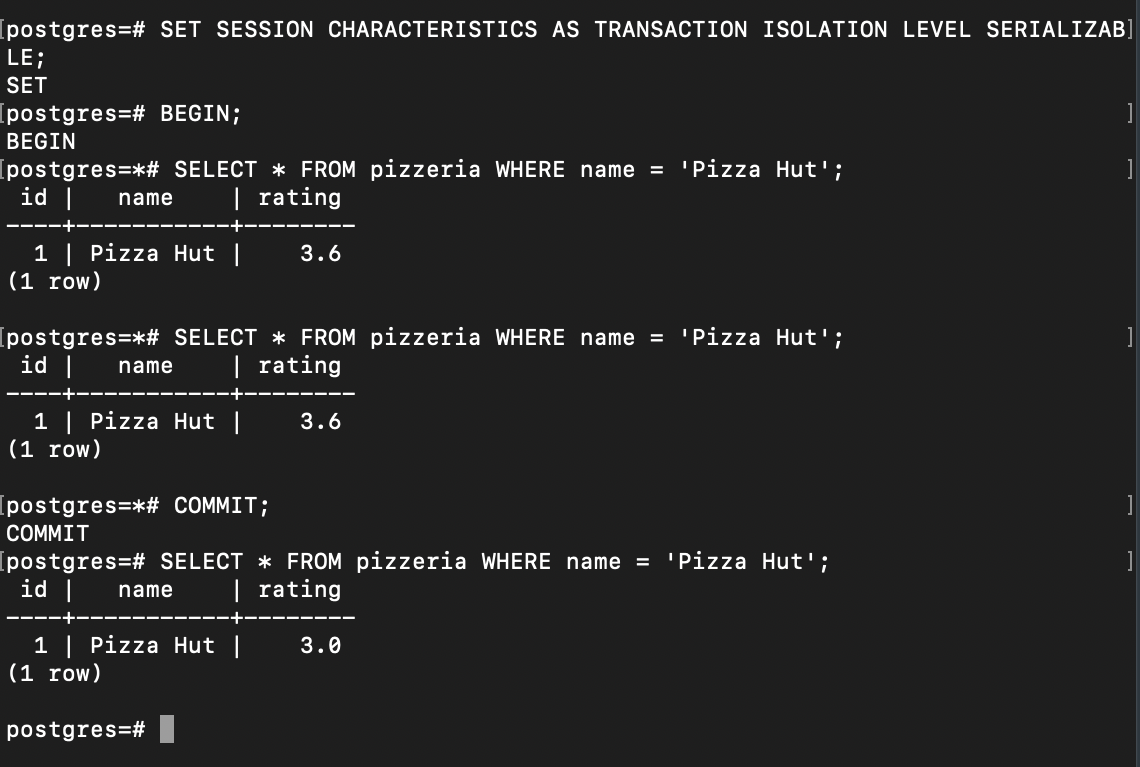 [postgres=# SET SESSION CHARACTERISTICS AS TRANSACTION ISOLATION LEVEL SERIALIZAB]
LE;
SET
[postgres=# BEGIN; ]
BEGIN
[postgres=*# SELECT * FROM pizzeria WHERE name = 'Pizza Hut'; ]
 id |   name    | rating
----+-----------+--------
  1 | Pizza Hut |    3.6
(1 row)

[postgres=*# SELECT * FROM pizzeria WHERE name = 'Pizza Hut'; ]
 id |   name    | rating
----+-----------+--------
  1 | Pizza Hut |    3.6
(1 row)

[postgres=*# COMMIT; ]
COMMIT
[postgres=# SELECT * FROM pizzeria WHERE name = 'Pizza Hut'; ]
 id |   name    | rating
----+-----------+--------
  1 | Pizza Hut |    3.0
(1 row)

postgres=#